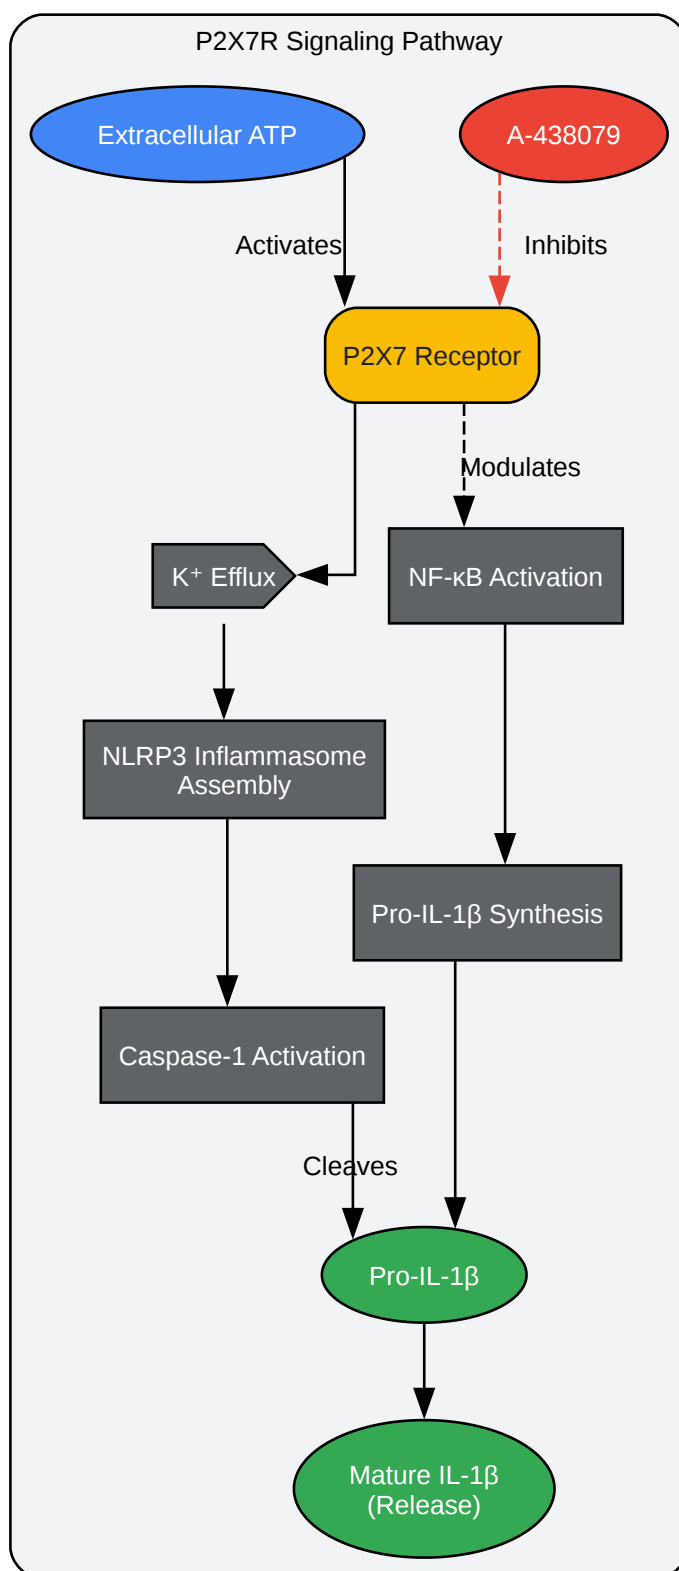 P2X7R Signaling Pathway
Extracellular ATP
A-438079
Activates
Inhibits
P2X7 Receptor
Modulates
K⁺ Efflux
NF-κB Activation
NLRP3 Inflammasome
Assembly
Pro-IL-1β Synthesis
Caspase-1 Activation
Cleaves
Pro-IL-1β
Mature IL-1β
(Release)